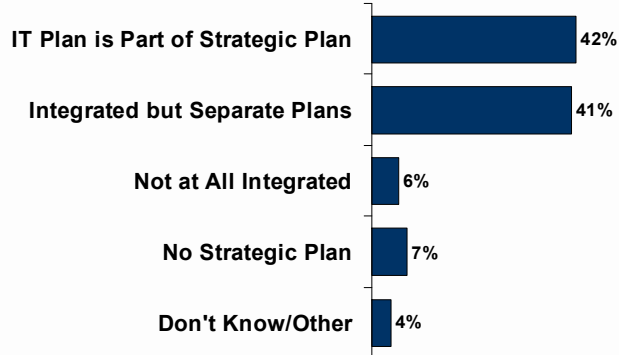 IT Plan is Part of Strategic Plan 42%
Integrated but Separate Plans 41%
Not at All Integrated 6%
No Strategic Plan 7%
Don't Know/Other 4%